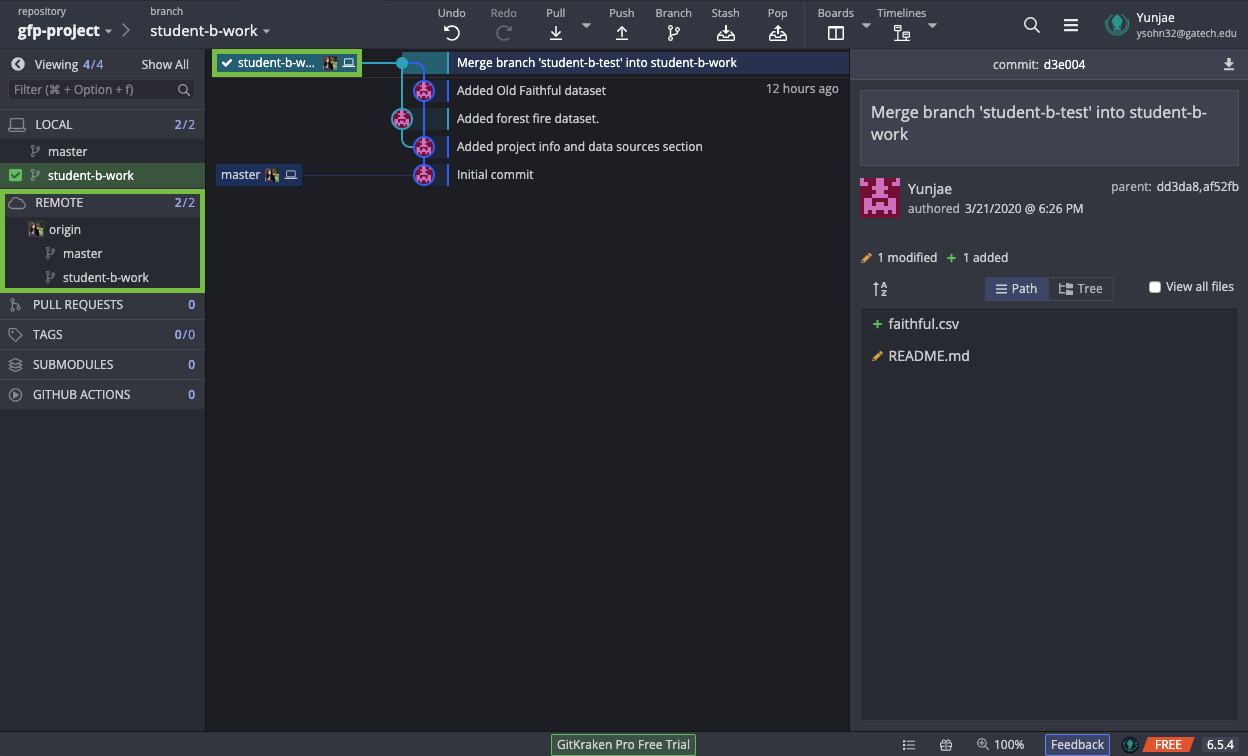 repository
gfp-project
branch
student-b-work
Undo
Redo
Pull
Push
Branch
Stash
Pop
Boards
Timelines
Yunjae
ysohn32@gatech.edu
Viewing 4/4
Show All
Filter (⌘ + Option + f)
LOCAL 2/2
master
student-b-work
REMOTE 2/2
origin
master
student-b-work
PULL REQUESTS 0
TAGS 0/0
SUBMODULES 0
GITHUB ACTIONS 0
student-b-w...
Merge branch 'student-b-test' into student-b-work
Added Old Faithful dataset
12 hours ago
Added forest fire dataset.
Added project info and data sources section
master
Initial commit
commit: d3e004
Merge branch 'student-b-test' into student-b-
work
Yunjae
parent: dd3da8,af52fb
authored 3/21/2020 @ 6:26 PM
1 modified + 1 added
A
Z
Path
Tree
View all files
+ faithful.csv
README.md
GitKraken Pro Free Trial
100%
Feedback
FREE
6.5.4